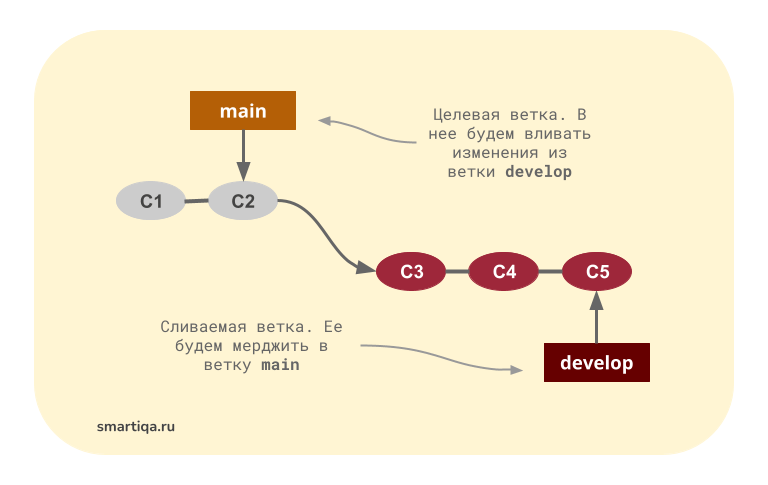 main
Целевая ветка. В
нее будем вливать
изменения из
ветки develop
C1
C2
C3
C4
C5
Сливаемая ветка. Ее
будем мерджить в
ветку main
develop
smartiqa.ru